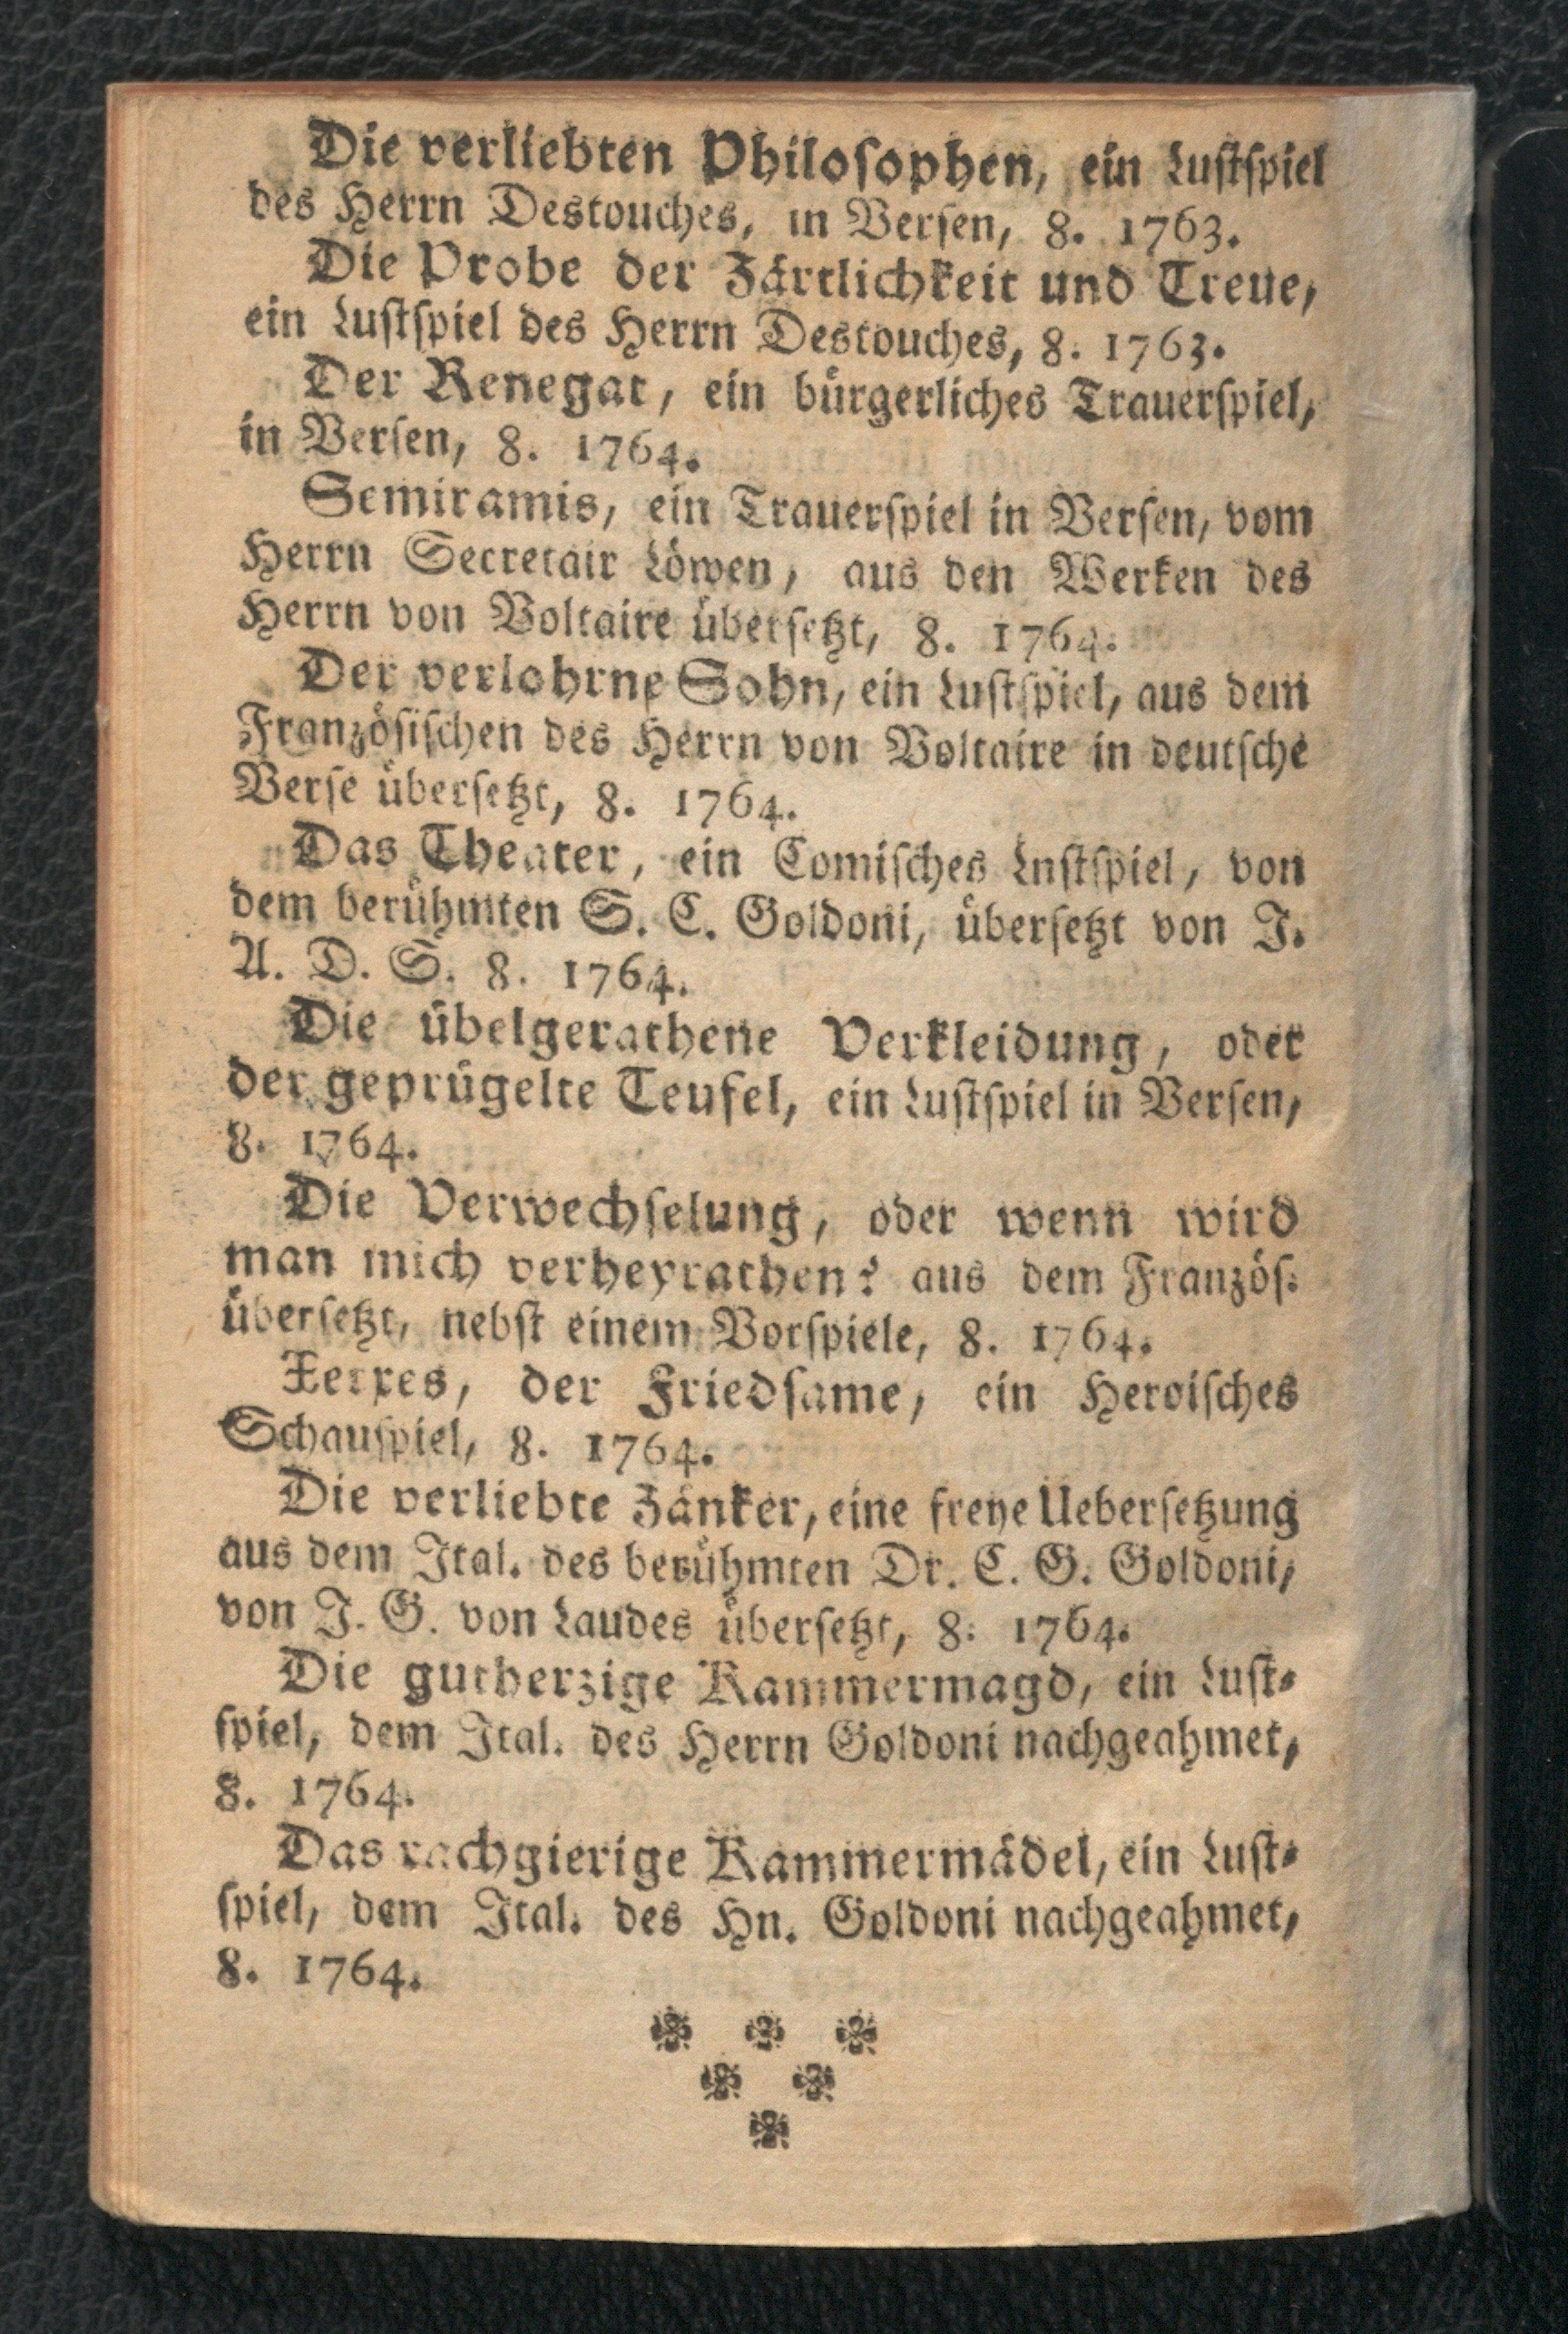 Die verliebten Philosophen, ein Lustspiel
des Herrn Destouches, in Versen, 8. 1763.
Die Probe der Zärtlichkeit und Treue,
ein Lustspiel des Herrn Destouches, 8. 1763.
Der Renegat, ein bürgerliches Trauerspiel,
in Versen, 8. 1764.
Semiramis, ein Trauerspiel in Versen, vom
Herrn Secretair Löwen, aus den Werken des
Herrn von Voltaire übersetzt, 8. 1764.
Der verlohrne Sohn, ein Lustspiel, aus dem
Französischen des Herrn von Voltaire in deutsche
Verse übersetzt, 8. 1764.
Das Theater, ein Comisches Lnstspiel, von
dem berühmten S. C. Goldoni, übersetzt von J.
A. D. S. 8. 1764.
Die übelgerathene Verkleidung, oder
der geprügelte Teufel, ein Lustspiel in Versen,
8. 1764.
Die Verwechselung, oder wenn wird
man mich verheyrathen? aus dem Französ.
übersetzt, nebst einem Vorspiele, 8. 1764.
Xerxes, der Friedsame, ein Heroisches
Schauspiel, 8. 1764.
Die verliebte Zänker, eine freye Uebersetzung
aus dem Ital. des berühmten Dr. C. G. Goldoni,
von J. G. von Laudes übersetzt, 8. 1764.
Die gutherzige Kammermagd, ein Lust-
spiel, dem Ital. des Herrn Goldoni nachgeahmet,
8. 1764.
Das rachgierige Kammermädel, ein Lust-
spiel, dem Ital. des Hn. Goldoni nachgeahmet,
8. 1764.